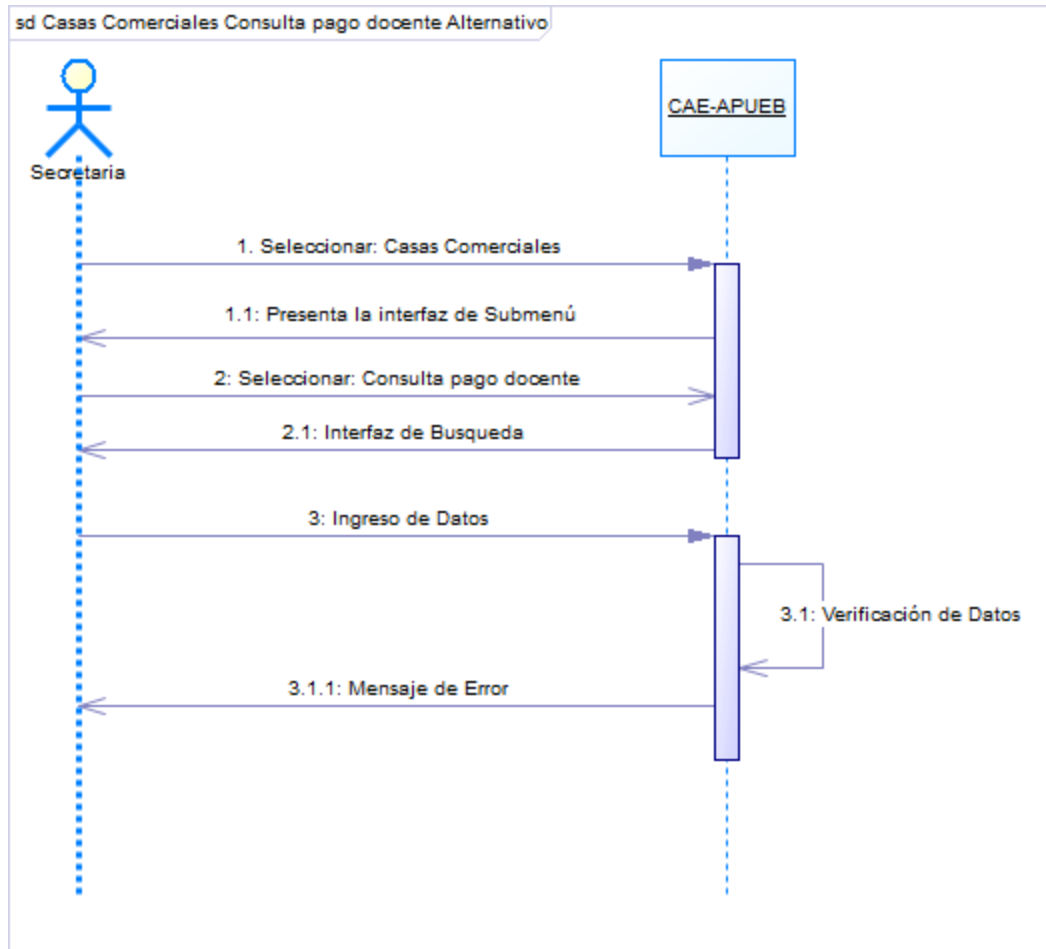 sd Casas Comerciales Consulta pago docente Alternativo
Secretaria
CAE-APUEB
1. Seleccionar: Casas Comerciales
1.1: Presenta la interfaz de Submenú
2: Seleccionar: Consulta pago docente
2.1: Interfaz de Busqueda
3: Ingreso de Datos
3.1: Verificación de Datos
3.1.1: Mensaje de Error